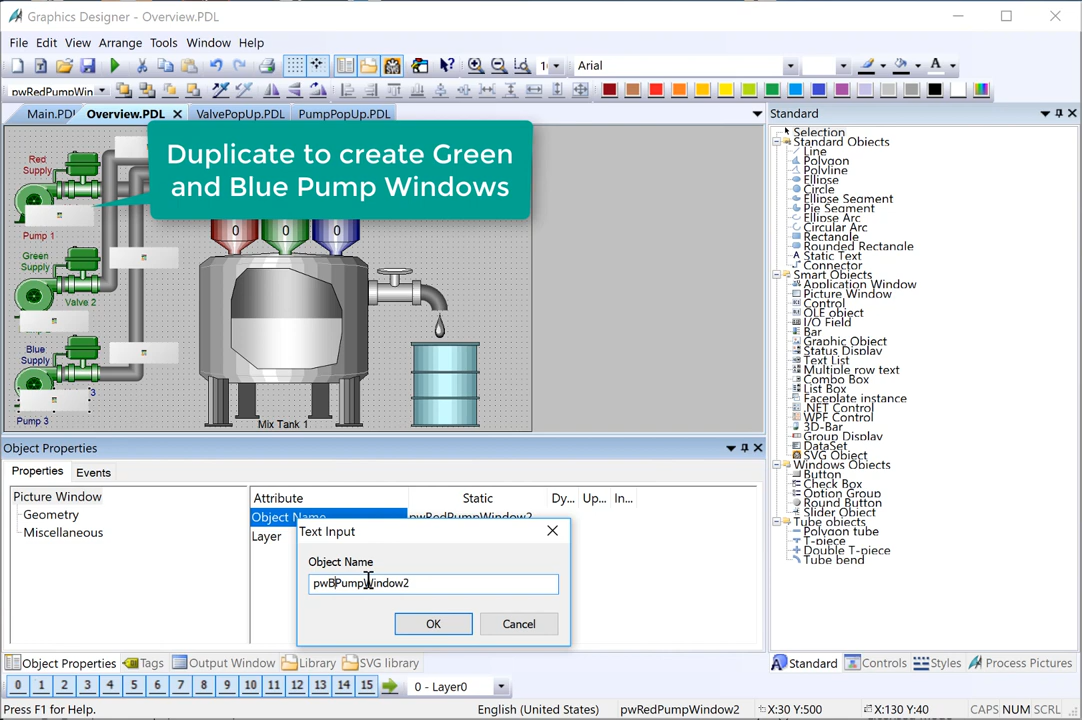 Graphics Designer - Overview.PDL
File Edit View Arrange Tools Window Help
Arial
pwRedPumpWin
Main.PDL Overview.PDL ValvePopUp.PDL PumpPopUp.PDL
Duplicate to create Green
and Blue Pump Windows
Red
Supply
Pump 1
Green
Supply
Valve 2
Blue
Supply
3
Pump 3
0 0 0
Mix Tank 1
Standard
Selection
Standard Objects
Line
Polygon
Polyline
Ellipse
Circle
Ellipse Segment
Pie Segment
Ellipse Arc
Circular Arc
Rectangle
Rounded Rectangle
Static Text
Connector
Smart Objects
Application Window
Picture Window
Control
OLE object
I/O Field
Bar
Graphic Object
Status Display
Text List
Multiple row text
Combo Box
List Box
Faceplate instance
.NET Control
WPF Control
3D-Bar
Group Display
DataSet
SVG Object
Windows Objects
Button
Check Box
Option Group
Round Button
Slider Object
Tube objects
Polygon tube
T-piece
Double T-piece
Tube bend
Object Properties
Properties Events
Picture Window
Geometry
Miscellaneous
Attribute Static Dy... Up... In...
Object Name pwRedPumpWindow2
Layer
Text Input
Object Name
pwBPumpWindow2
OK Cancel
Object Properties Tags Output Window Library SVG library
Standard Controls Styles Process Pictures
0 1 2 3 4 5 6 7 8 9 10 11 12 13 14 15 0 - Layer0
Press F1 for Help. English (United States) pwRedPumpWindow2 X:30 Y:500 X:130 Y:40 CAPS NUM SCRL